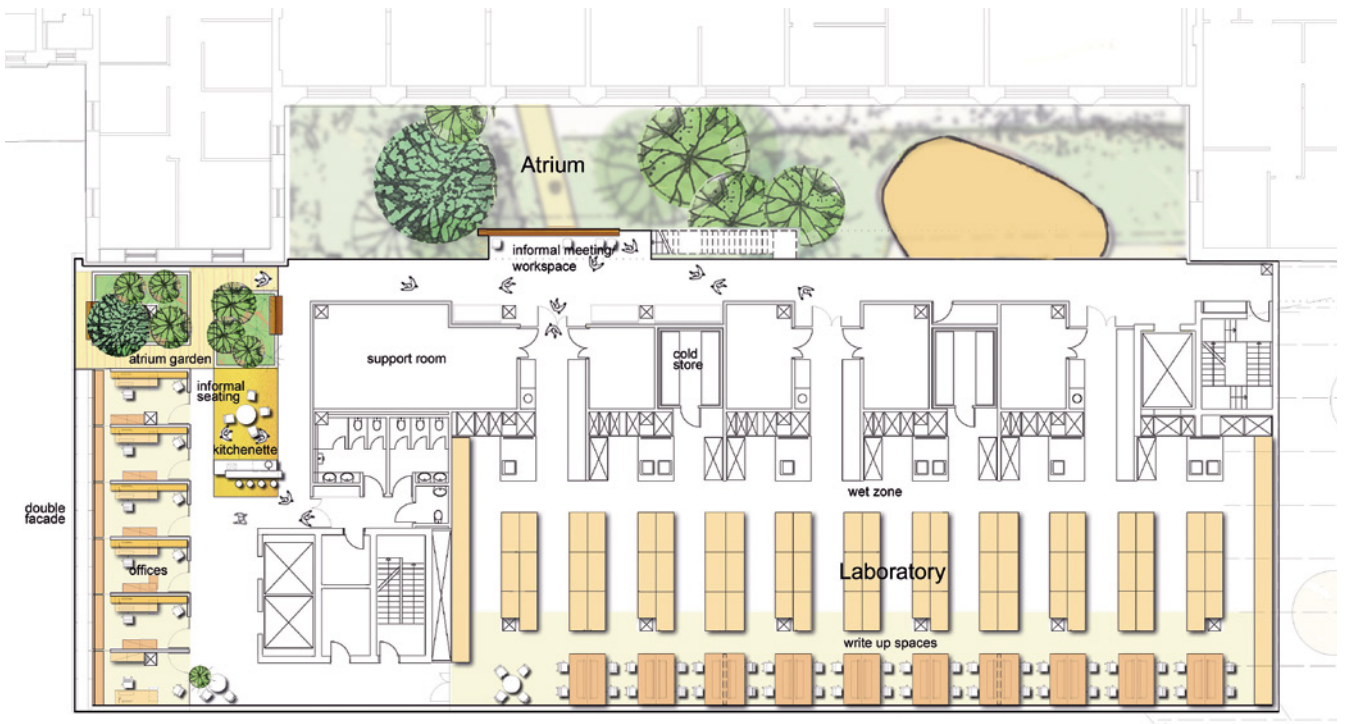 Atrium
informal meeting/
workspace
support room
cold
store
atrium garden
informal
seating
kitchenette
wet zone
double
facade
offices
Laboratory
write up spaces